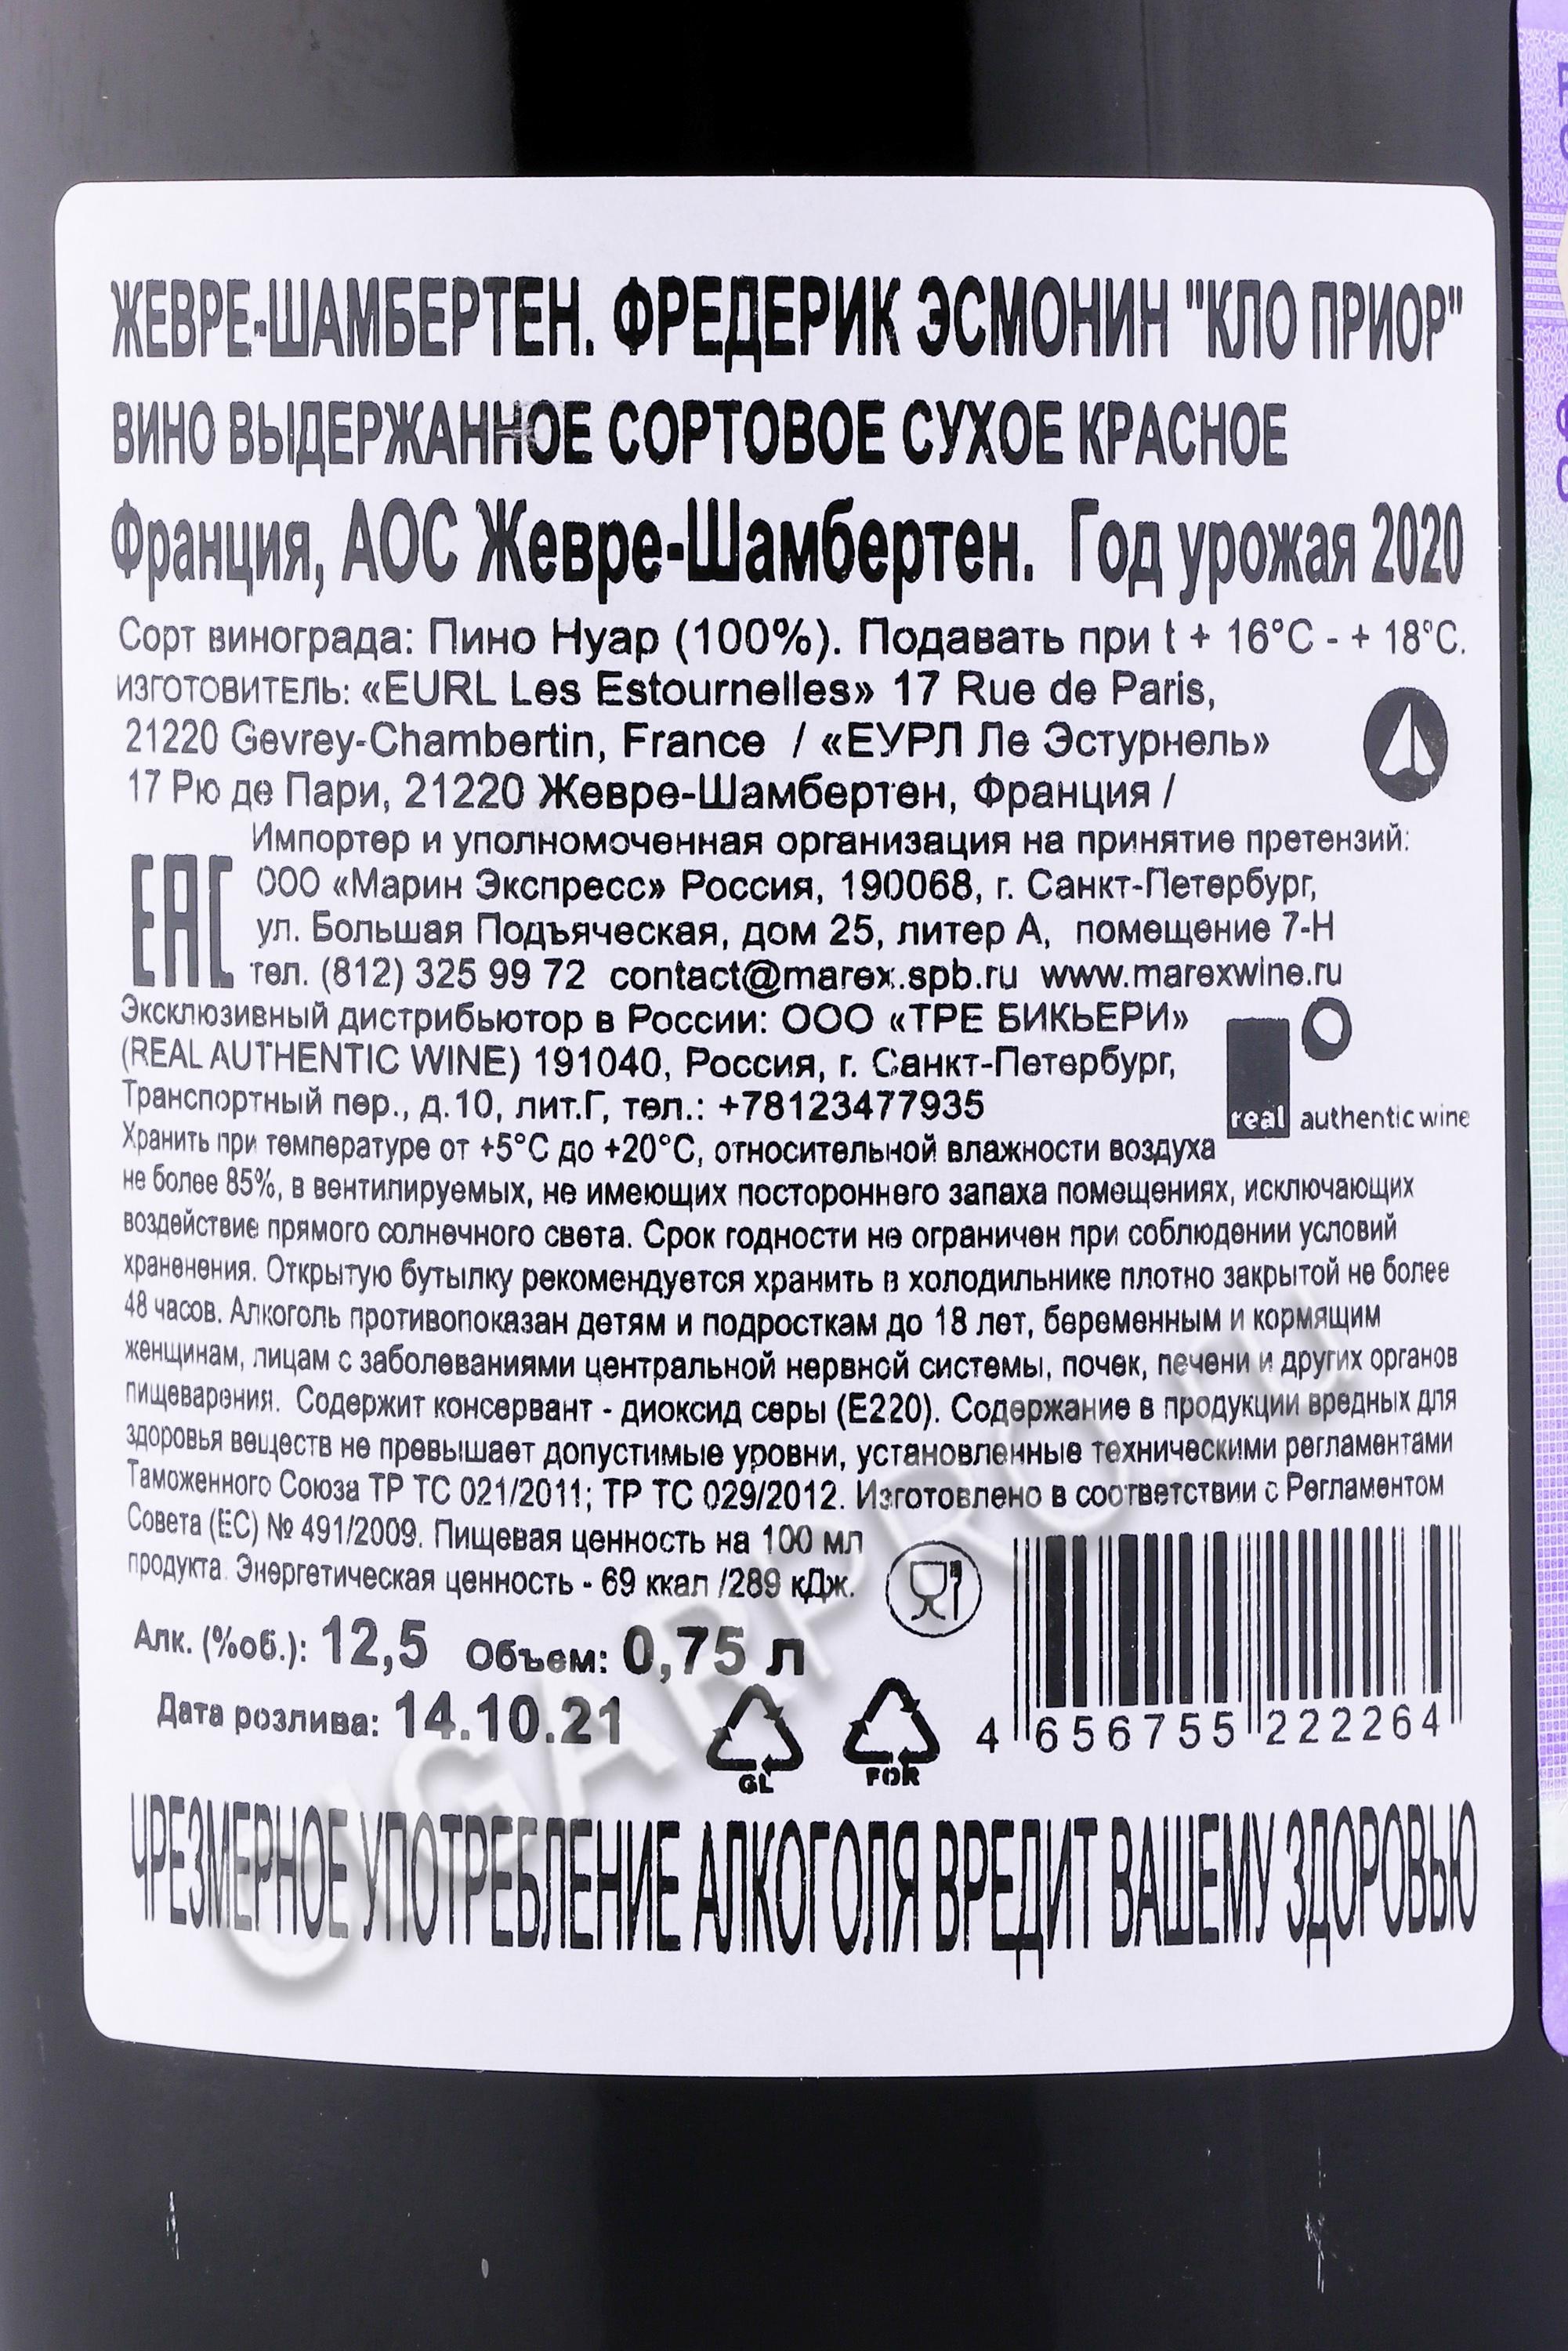 ЖЕВРЕ-ШАМБЕРТЕН. ФРЕДЕРИК ЭСМОНИН "КЛО ПРИОР"
ВИНО ВЫДЕРЖАННОЕ СОРТОВОЕ СУХОЕ КРАСНОЕ
Франция, АОС Жевре-Шамбертен. Год урожая 2020
Сорт винограда: Пино Нуар (100%). Подавать при t + 16°C - + 18°C.
изготовитель: «EURL Les Estournelles» 17 Rue de Paris,
21220 Gevrey-Chambertin, France / «ЕУРЛ Ле Эстурнель»
17 Рю де Пари, 21220 Жевре-Шамбертен, Франция /
Импортер и уполномоченная организация на принятие претензий:
ООО «Марин Экспресс» Россия, 190068, г. Санкт-Петербург,
ул. Большая Подъяческая, дом 25, литер А, помещение 7-Н
тел. (812) 325 99 72 contact@marex.spb.ru www.marexwine.ru
EAC
Эксклюзивный дистрибьютор в России: ООО «ТРЕ БИКЬЕРИ»
(REAL AUTHENTIC WINE) 191040, Россия, г. Санкт-Петербург,
Транспортный пер., д.10, лит.Г, тел.: +78123477935
real authentic wine
Хранить при температуре от +5°C до +20°C, относительной влажности воздуха
не более 85%, в вентилируемых, не имеющих постороннего запаха помещениях, исключающих
воздействие прямого солнечного света. Срок годности не ограничен при соблюдении условий
храненения. Открытую бутылку рекомендуется хранить в холодильнике плотно закрытой не более
48 часов. Алкоголь противопоказан детям и подросткам до 18 лет, беременным и кормящим
женщинам, лицам с заболеваниями центральной нервной системы, почек, печени и других органов
пищеварения. Содержит консервант - диоксид серы (E220). Содержание в продукции вредных для
здоровья веществ не превышает допустимые уровни, установленные техническими регламентами
Таможенного Союза ТР ТС 021/2011; ТР ТС 029/2012. Изготовлено в соответствии с Регламентом
Совета (ЕС) № 491/2009. Пищевая ценность на 100 мл
продукта. Энергетическая ценность - 69 ккал /289 кДж.
Алк. (%об.): 12,5 Объем: 0,75 л
Дата розлива: 14.10.21
GL FOR
4 656755 222264
ЧРЕЗМЕРНОЕ УПОТРЕБЛЕНИЕ АЛКОГОЛЯ ВРЕДИТ ВАШЕМУ ЗДОРОВЬЮ
CIGARPRO.ru